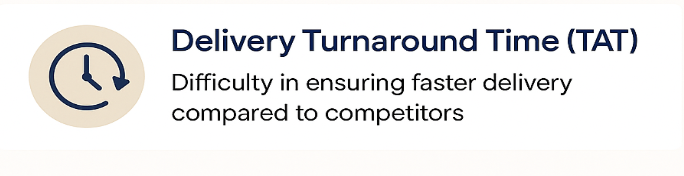 Delivery Turnaround Time (TAT)
Difficulty in ensuring faster delivery
compared to competitors